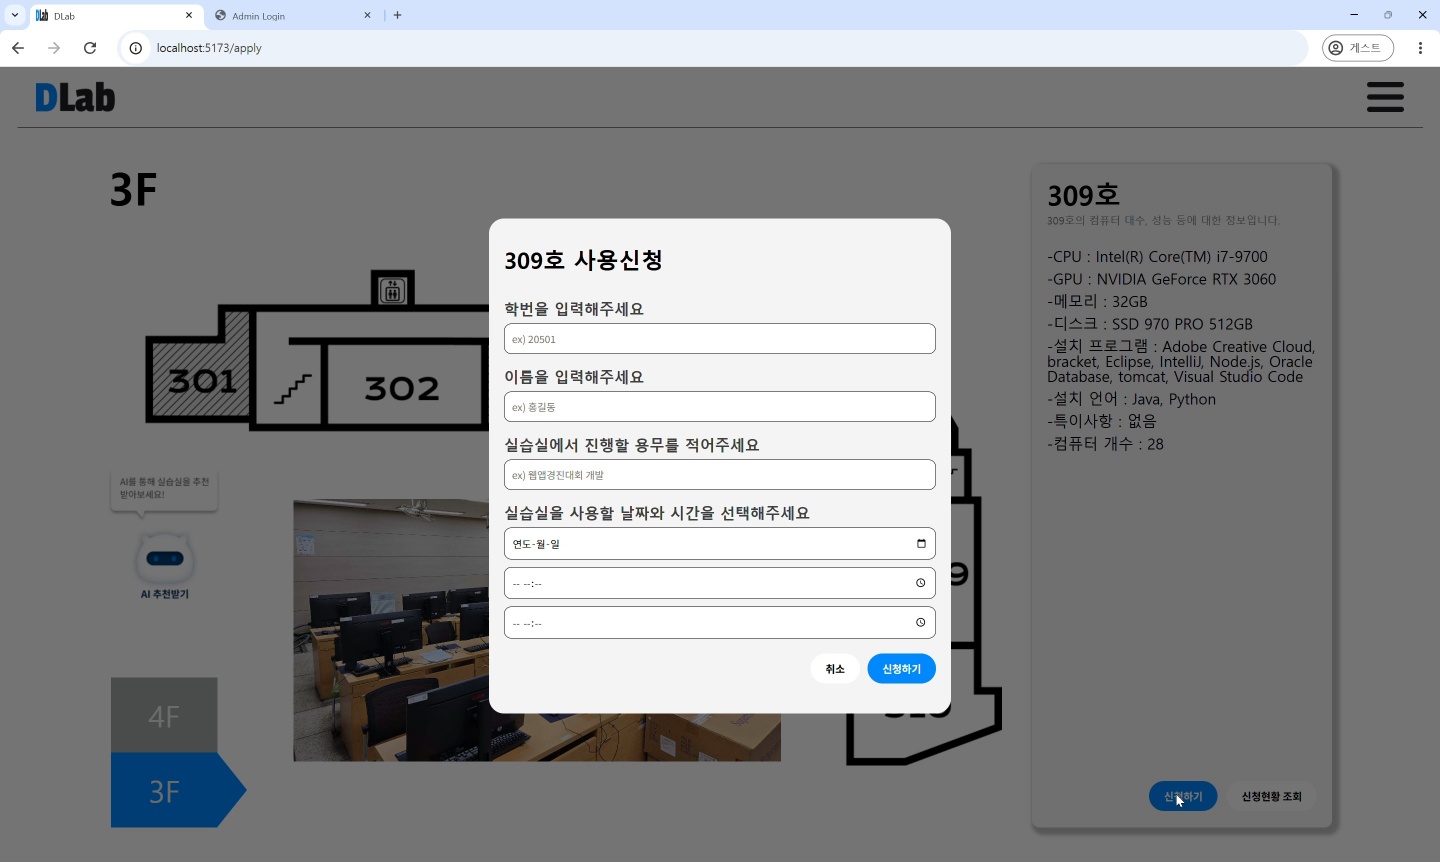 DLab
Admin Login
localhost:5173/apply
게스트
DLab
3F
301
302
AI를 통해 실습실을 추천
받아보세요!
AI 추천받기
4F
3F
309호 사용신청
학번을 입력해주세요
ex) 20501
이름을 입력해주세요
ex) 홍길동
실습실에서 진행할 용무를 적어주세요
ex) 웹앱경진대회 개발
실습실을 사용할 날짜와 시간을 선택해주세요
연도-월-일
-- --:--
-- --:--
취소
신청하기
309호
309호의 컴퓨터 대수, 성능 등에 대한 정보입니다.
-CPU : Intel(R) Core(TM) i7-9700
-GPU : NVIDIA GeForce RTX 3060
-메모리 : 32GB
-디스크 : SSD 970 PRO 512GB
-설치 프로그램 : Adobe Creative Cloud,
bracket, Eclipse, IntelliJ, Node.js, Oracle
Database, tomcat, Visual Studio Code
-설치 언어 : Java, Python
-특이사항 : 없음
-컴퓨터 개수 : 28
신청하기
신청현황 조회